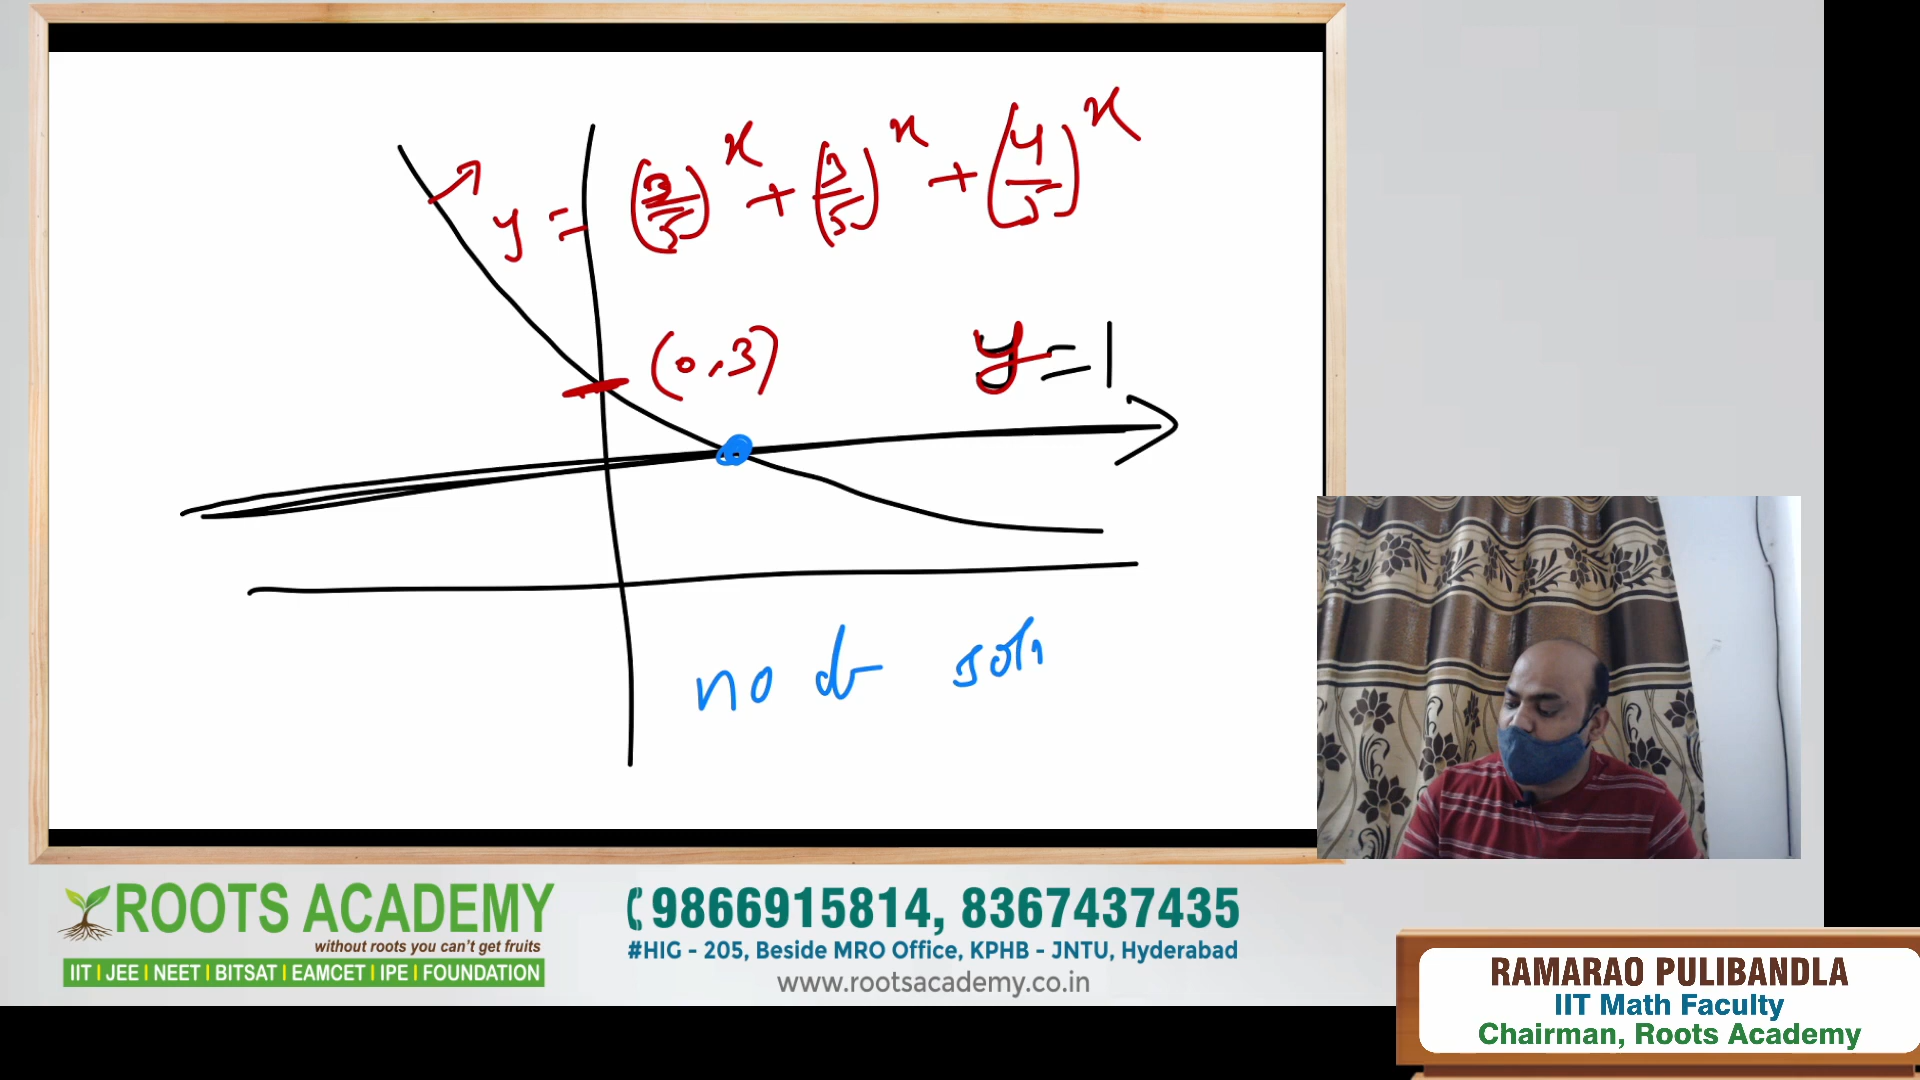 y = (2/5)^x + (3/5)^x + (4/5)^x
(0,3)
y=1
no of soln
ROOTS ACADEMY
without roots you can't get fruits
IIT | JEE | NEET | BITSAT | EAMCET | IPE | FOUNDATION
9866915814, 8367437435
#HIG - 205, Beside MRO Office, KPHB - JNTU, Hyderabad
www.rootsacademy.co.in
RAMARAO PULIBANDLA
IIT Math Faculty
Chairman, Roots Academy